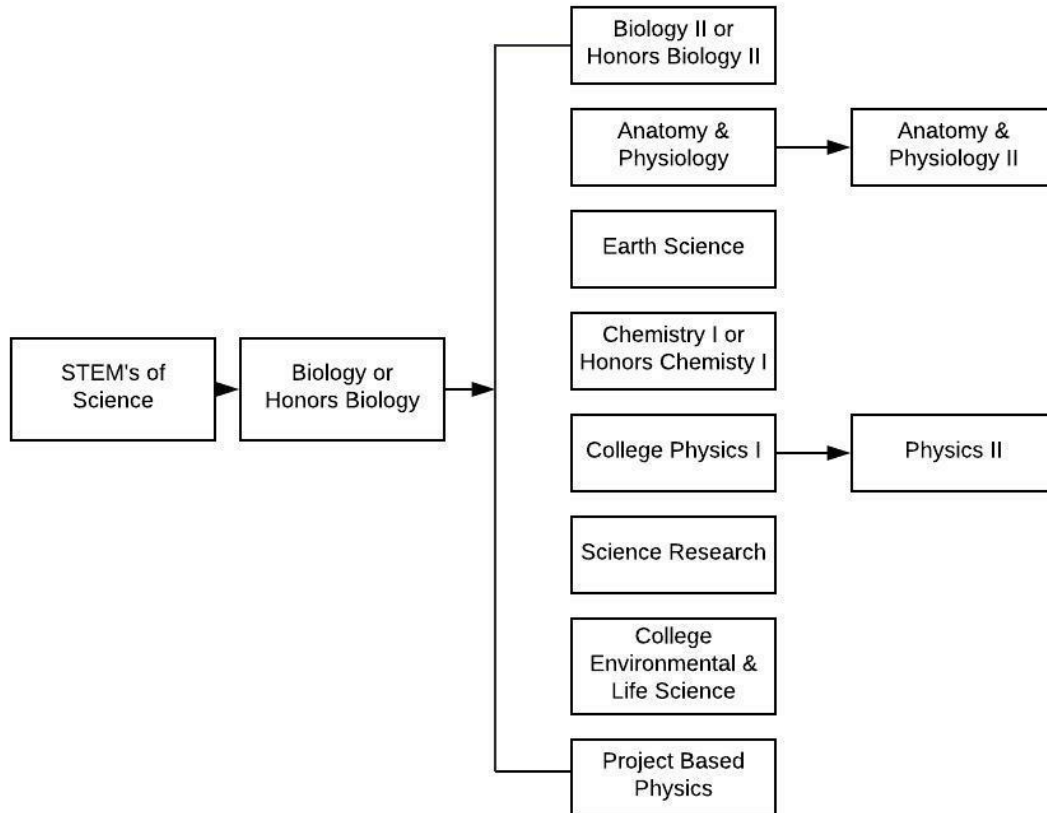 Biology II or
Honors Biology II
Anatomy &
Physiology
Anatomy &
Physiology II
Earth Science
Chemistry I or
Honors Chemisty I
STEM's of
Science
Biology or
Honors Biology
College Physics I
Physics II
Science Research
College
Environmental &
Life Science
Project Based
Physics